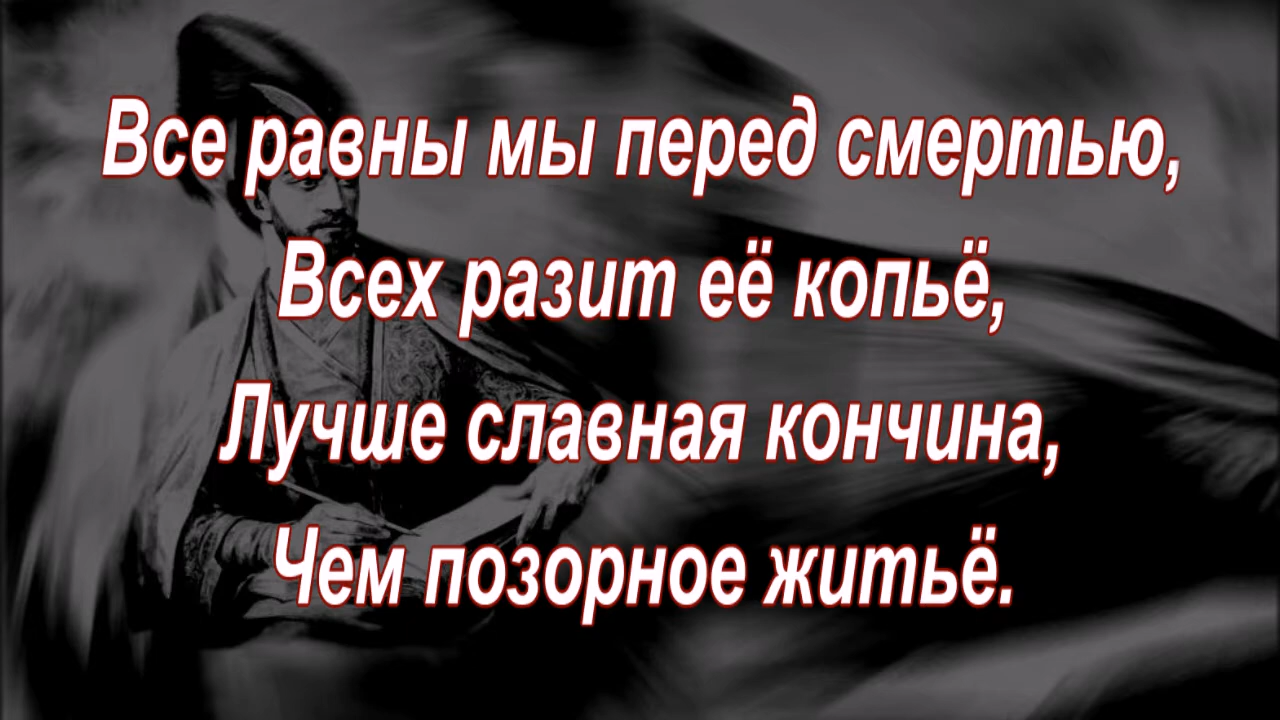 Все равны мы перед смертью,
Всех разит её копьё,
Лучше славная кончина,
Чем позорное житьё.